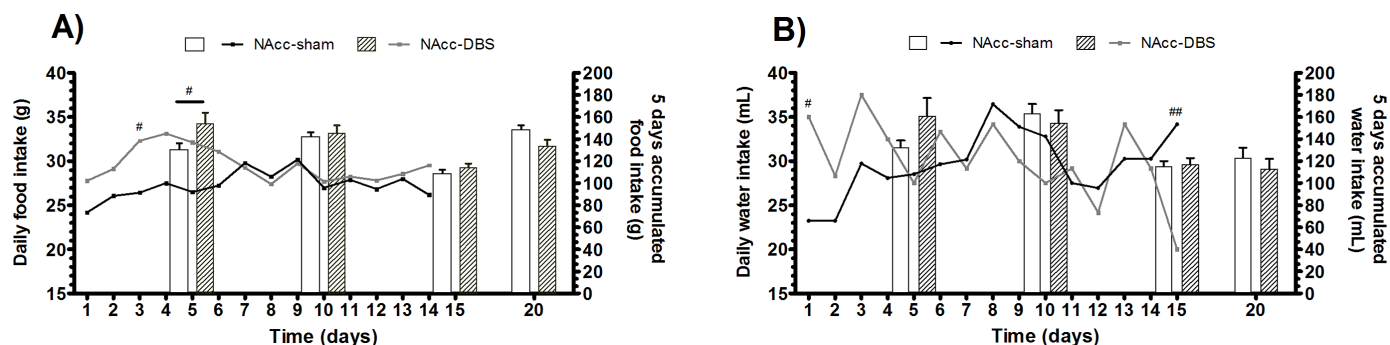 A)
NAcc-sham NAcc-DBS
Daily food intake (g)
40
35
30
25
20
15
#
#
200
180
160
140
120
100
80
60
40
20
0
5 days accumulated
food intake (g)
1 2 3 4 5 6 7 8 9 10 11 12 13 14 15 20
Time (days)
B)
NAcc-sham NAcc-DBS
Daily water intake (mL)
40
35
30
25
20
15
#
##
200
180
160
140
120
100
80
60
40
20
0
5 days accumulated
water intake (mL)
1 2 3 4 5 6 7 8 9 10 11 12 13 14 15 20
Time (days)